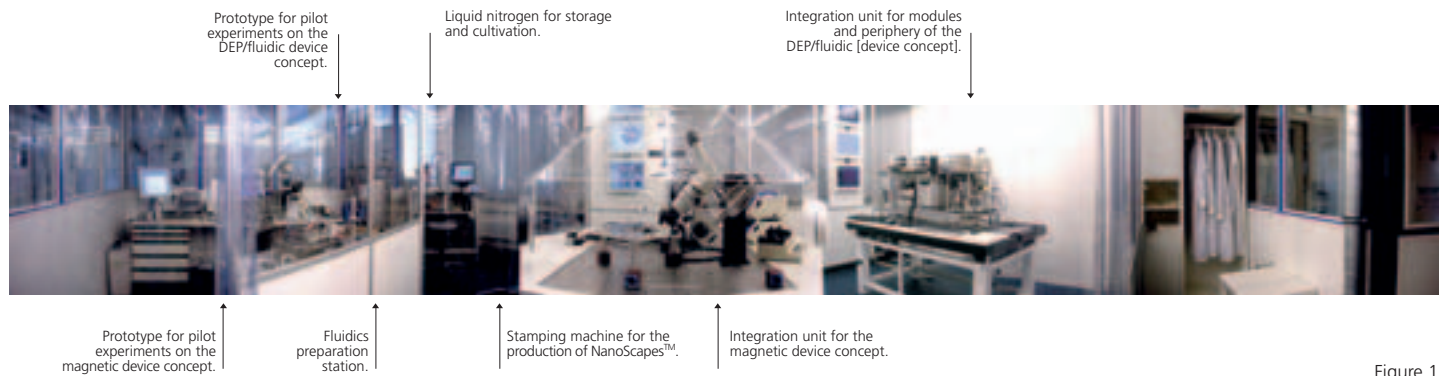 Prototype for pilot
experiments on the
DEP/fluidic device
concept.
Liquid nitrogen for storage
and cultivation.
Integration unit for modules
and periphery of the
DEP/fluidic [device concept].
Prototype for pilot
experiments on the
magnetic device concept.
Fluidics
preparation
station.
Stamping machine for the
production of NanoScapes™.
Integration unit for the
magnetic device concept.
Figure 1